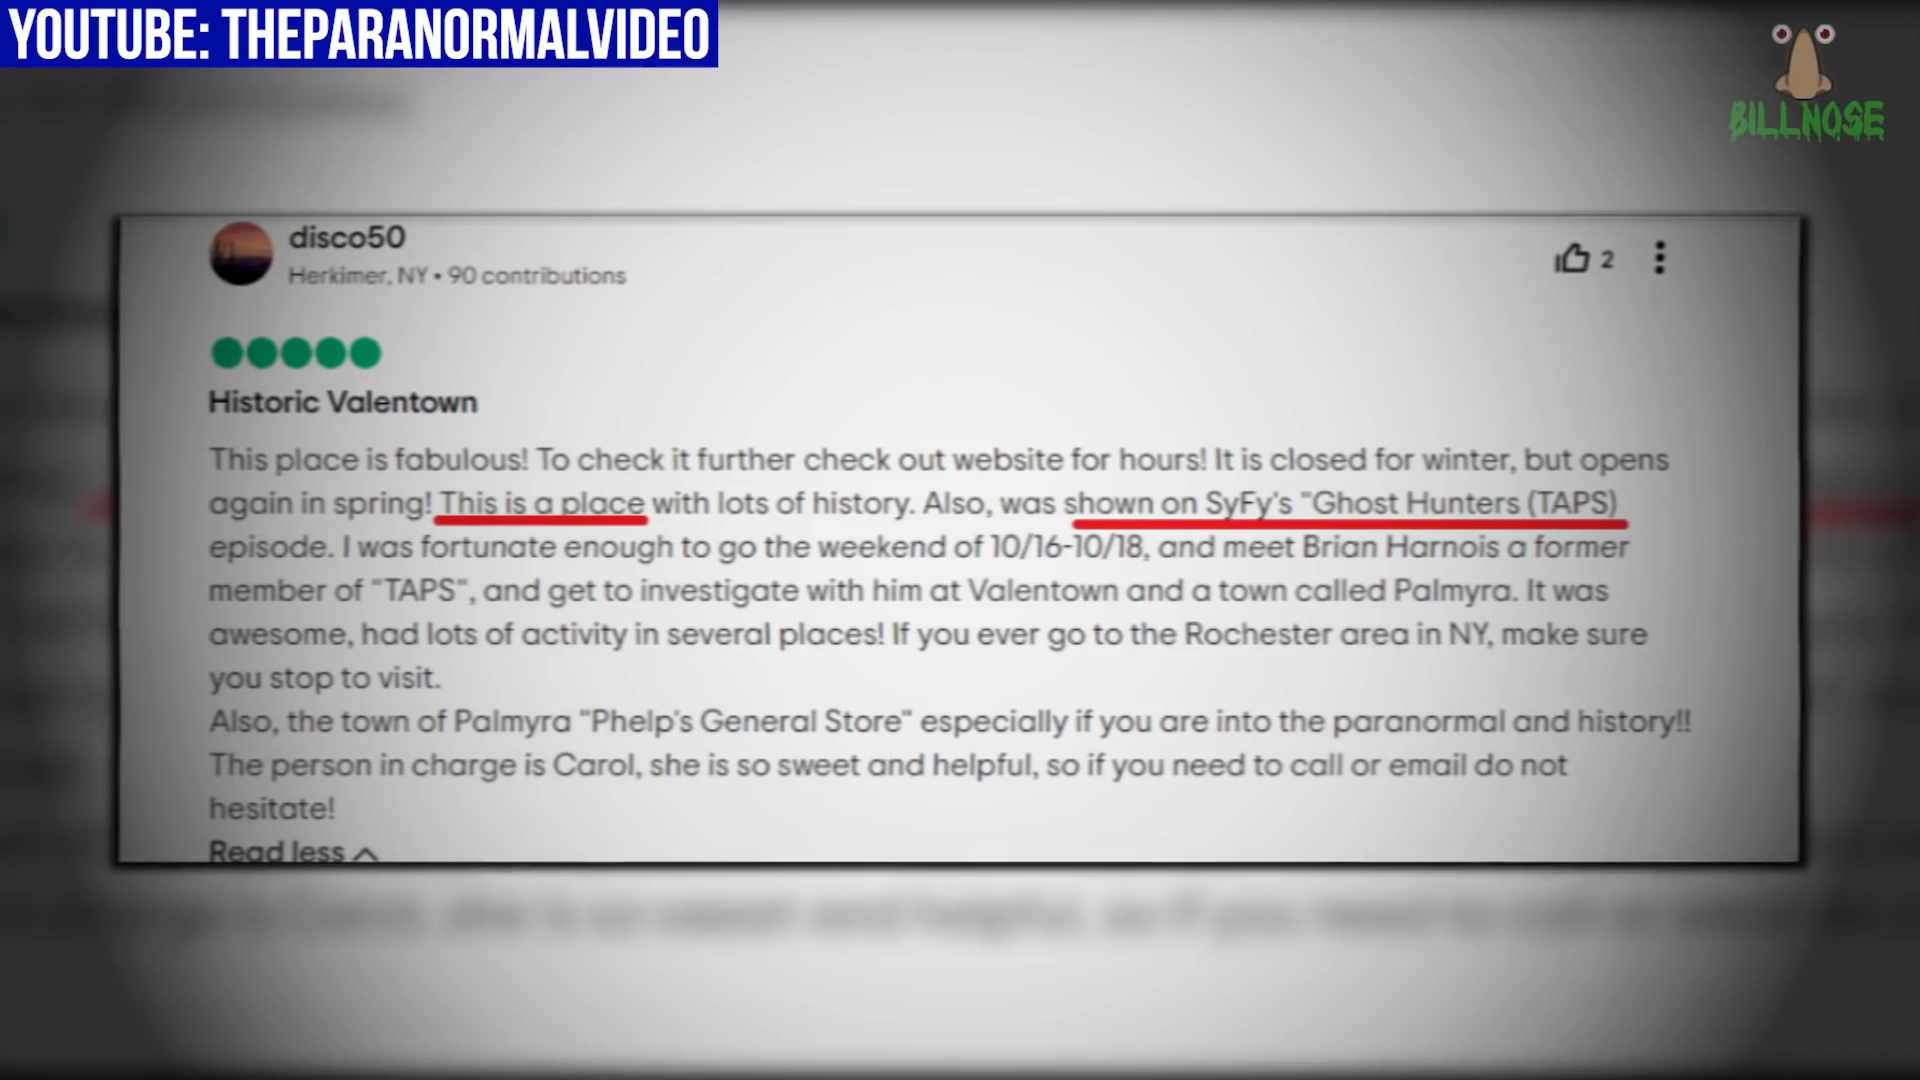 YOUTUBE: THEPARANORMALVIDEO
BILLNOSE
disco50
Herkimer, NY • 90 contributions
2
Historic Valentown
This place is fabulous! To check it further check out website for hours! It is closed for winter, but opens
again in spring! This is a place with lots of history. Also, was shown on SyFy's "Ghost Hunters (TAPS)
episode. I was fortunate enough to go the weekend of 10/16-10/18, and meet Brian Harnois a former
member of "TAPS", and get to investigate with him at Valentown and a town called Palmyra. It was
awesome, had lots of activity in several places! If you ever go to the Rochester area in NY, make sure
you stop to visit.
Also, the town of Palmyra "Phelp's General Store" especially if you are into the paranormal and history!!
The person in charge is Carol, she is so sweet and helpful, so if you need to call or email do not
hesitate!
Read less